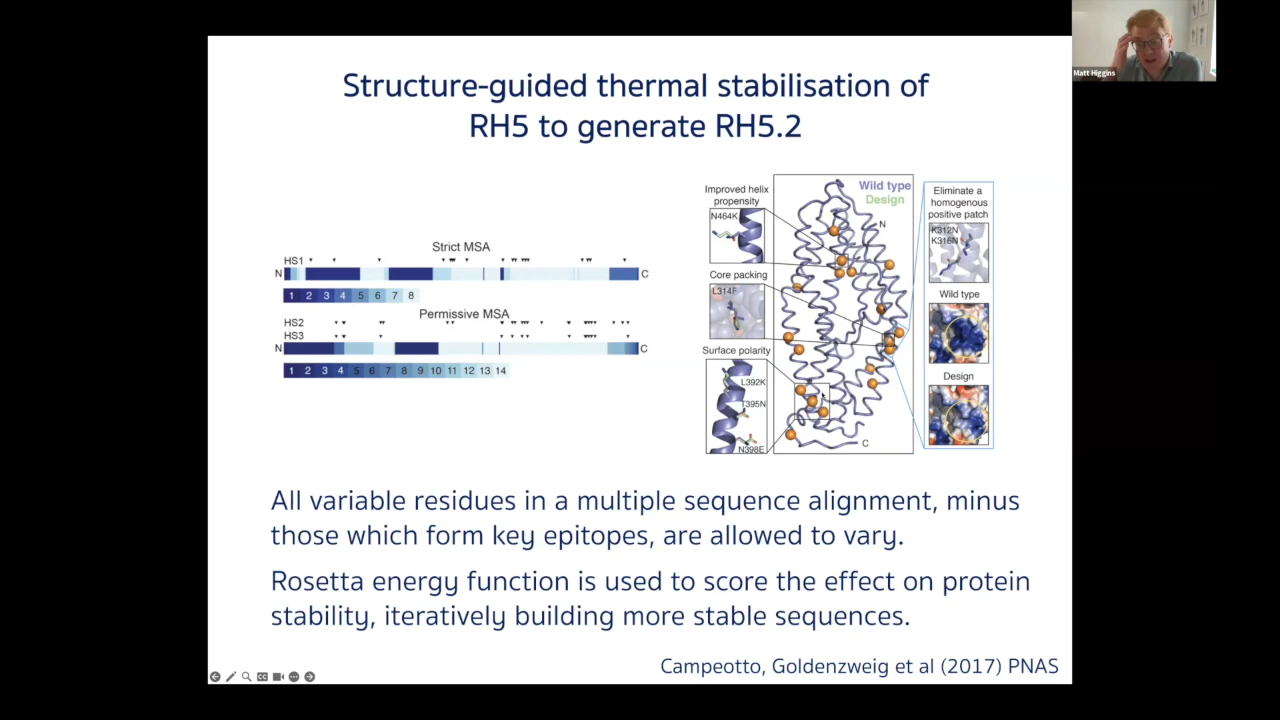 Matt Higgins
Structure-guided thermal stabilisation of
RH5 to generate RH5.2
Strict MSA
HS1
N
C
1 2 3 4 5 6 7 8
Permissive MSA
HS2
HS3
N
C
1 2 3 4 5 6 7 8 9 10 11 12 13 14
Improved helix
propensity
N464K
Core packing
L314F
Surface polarity
L392K
T395N
N398E
Wild type
Design
N
C
Eliminate a
homogenous
positive patch
K312N
K316N
Wild type
Design
All variable residues in a multiple sequence alignment, minus
those which form key epitopes, are allowed to vary.
Rosetta energy function is used to score the effect on protein
stability, iteratively building more stable sequences.
Campeotto, Goldenzweig et al (2017) PNAS